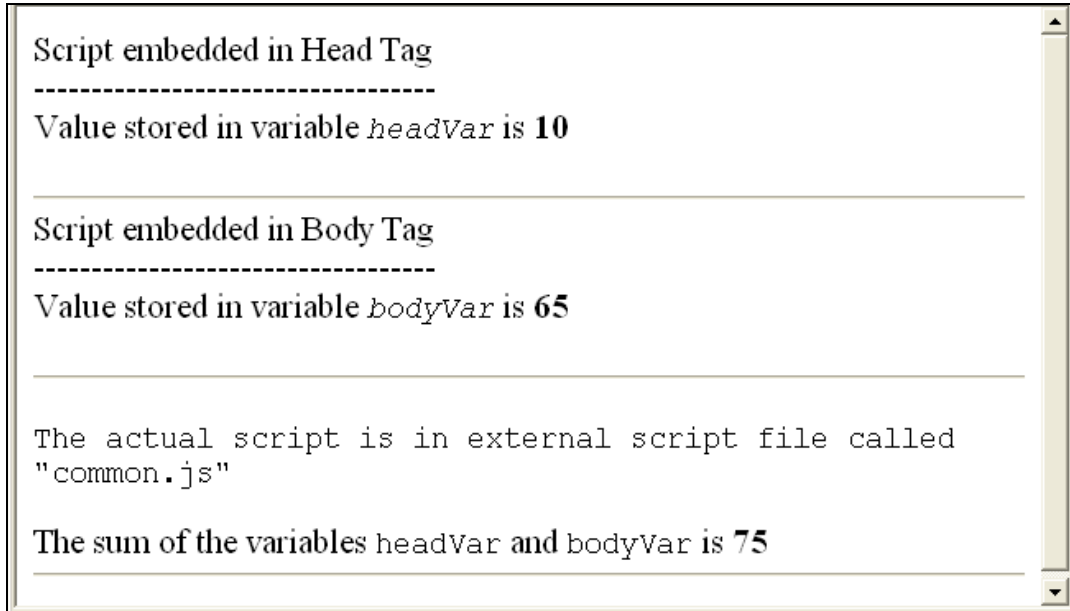 Script embedded in Head Tag
-----------------------------------
Value stored in variable headVar is 10
Script embedded in Body Tag
-----------------------------------
Value stored in variable bodyVar is 65
The actual script is in external script file called
"common.js"
The sum of the variables headVar and bodyVar is 75